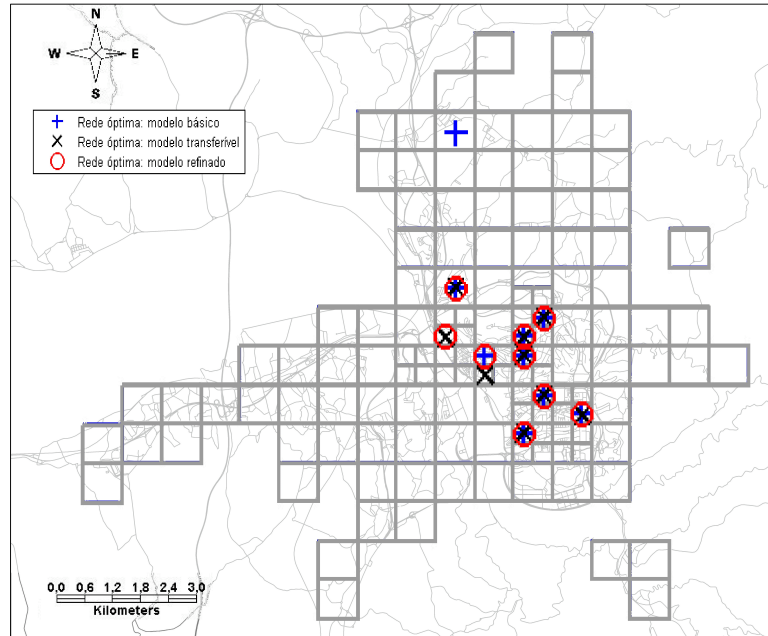 N
W E
S
Rede óptima: modelo básico
Rede óptima: modelo transferível
Rede óptima: modelo refinado
0,0 0,6 1,2 1,8 2,4 3,0
Kilometers